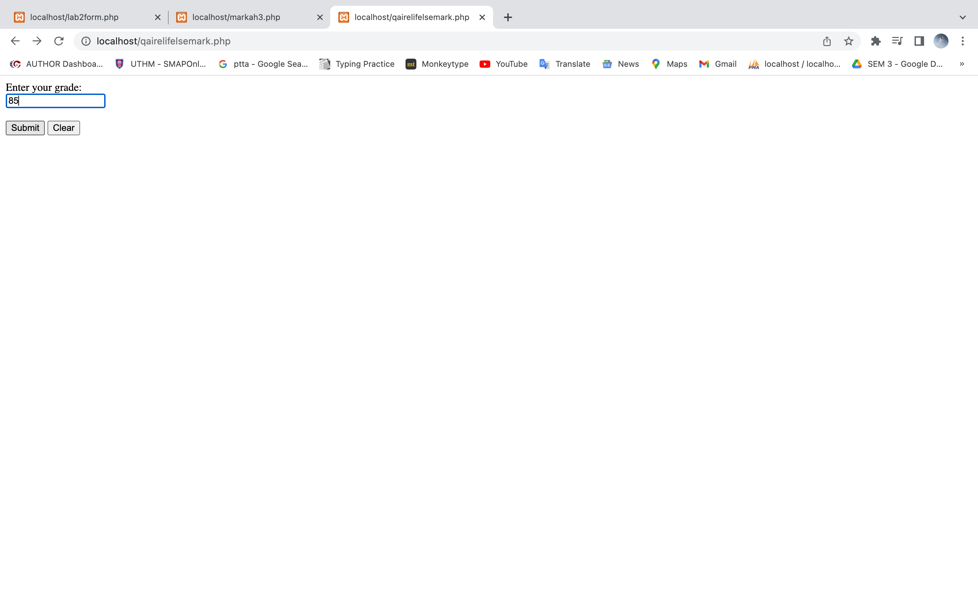 localhost/lab2form.php localhost/markah3.php localhost/qairelifelsemark.php
localhost/qairelifelsemark.php
AUTHOR Dashboa... UTHM - SMAPOnl... ptta - Google Sea... Typing Practice mt Monkeytype YouTube Translate News Maps Gmail localhost / localho... SEM 3 - Google D... »
Enter your grade:
85
Submit Clear